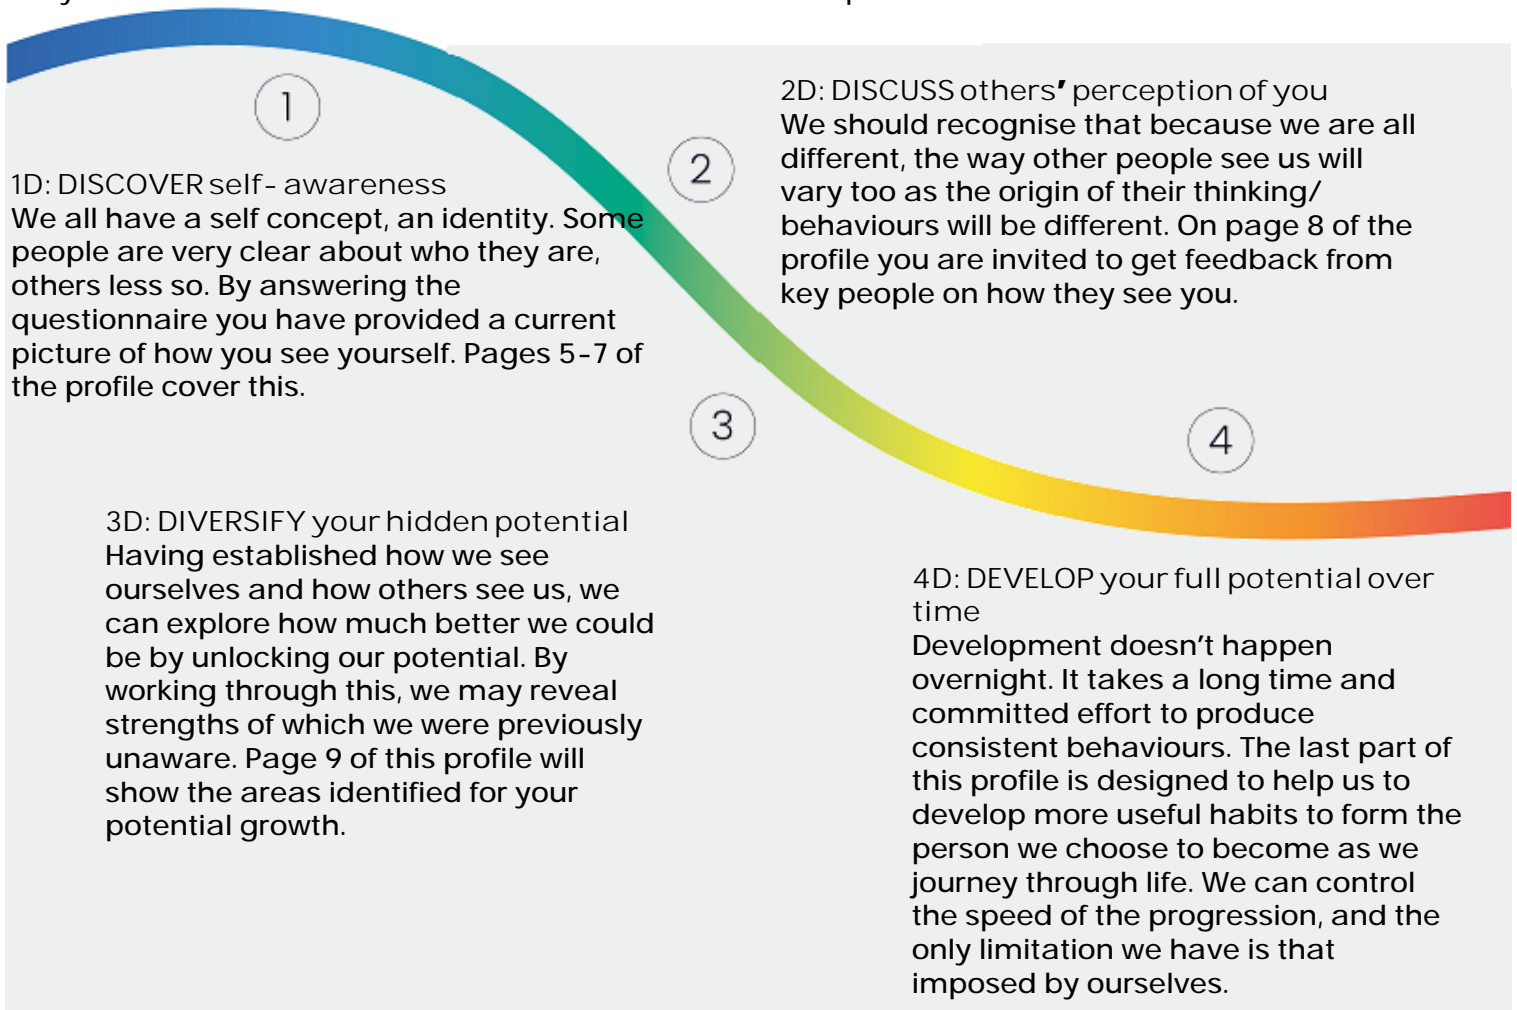 1
1D: DISCOVER self- awareness
We all have a self concept, an identity. Some
people are very clear about who they are,
others less so. By answering the
questionnaire you have provided a current
picture of how you see yourself. Pages 5-7 of
the profile cover this.
2
2D: DISCUSS others' perception of you
We should recognise that because we are all
different, the way other people see us will
vary too as the origin of their thinking/
behaviours will be different. On page 8 of the
profile you are invited to get feedback from
key people on how they see you.
3
3D: DIVERSIFY your hidden potential
Having established how we see
ourselves and how others see us, we
can explore how much better we could
be by unlocking our potential. By
working through this, we may reveal
strengths of which we were previously
unaware. Page 9 of this profile will
show the areas identified for your
potential growth.
4
4D: DEVELOP your full potential over
time
Development doesn't happen
overnight. It takes a long time and
committed effort to produce
consistent behaviours. The last part of
this profile is designed to help us to
develop more useful habits to form the
person we choose to become as we
journey through life. We can control
the speed of the progression, and the
only limitation we have is that
imposed by ourselves.